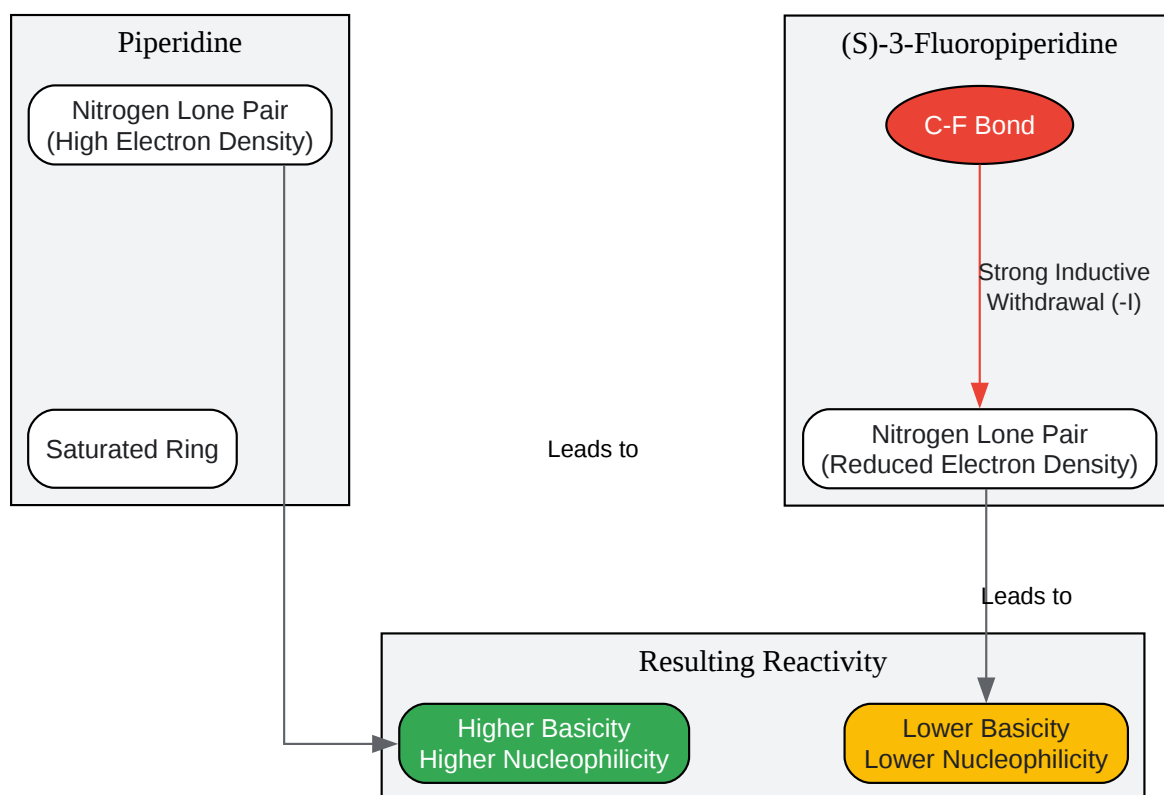 Piperidine
Nitrogen Lone Pair
(High Electron Density)
Saturated Ring
(S)-3-Fluoropiperidine
C-F Bond
Strong Inductive
Withdrawal (-I)
Nitrogen Lone Pair
(Reduced Electron Density)
Leads to
Leads to
Resulting Reactivity
Higher Basicity
Higher Nucleophilicity
Lower Basicity
Lower Nucleophilicity